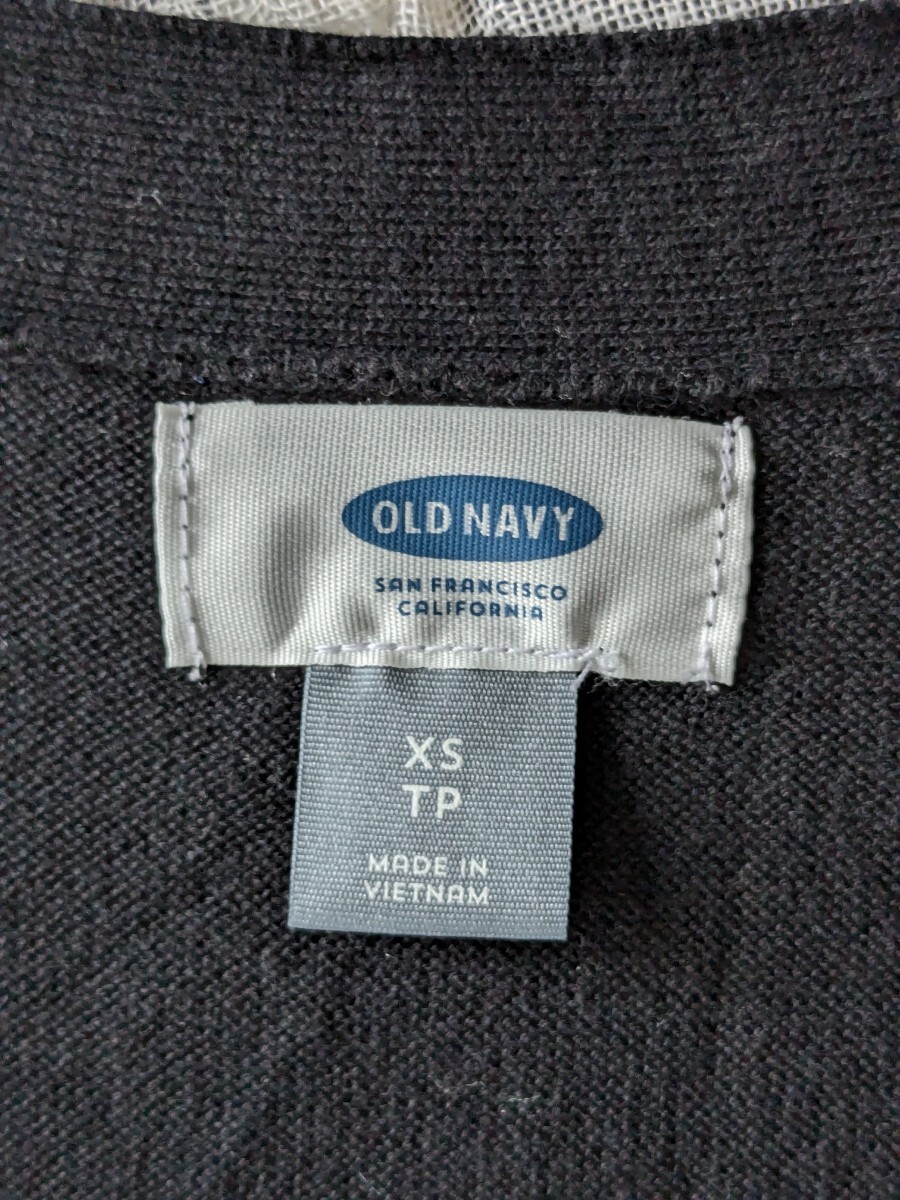 OLD NAVY
SAN FRANCISCO
CALIFORNIA
XS
TP
MADE IN
VIETNAM